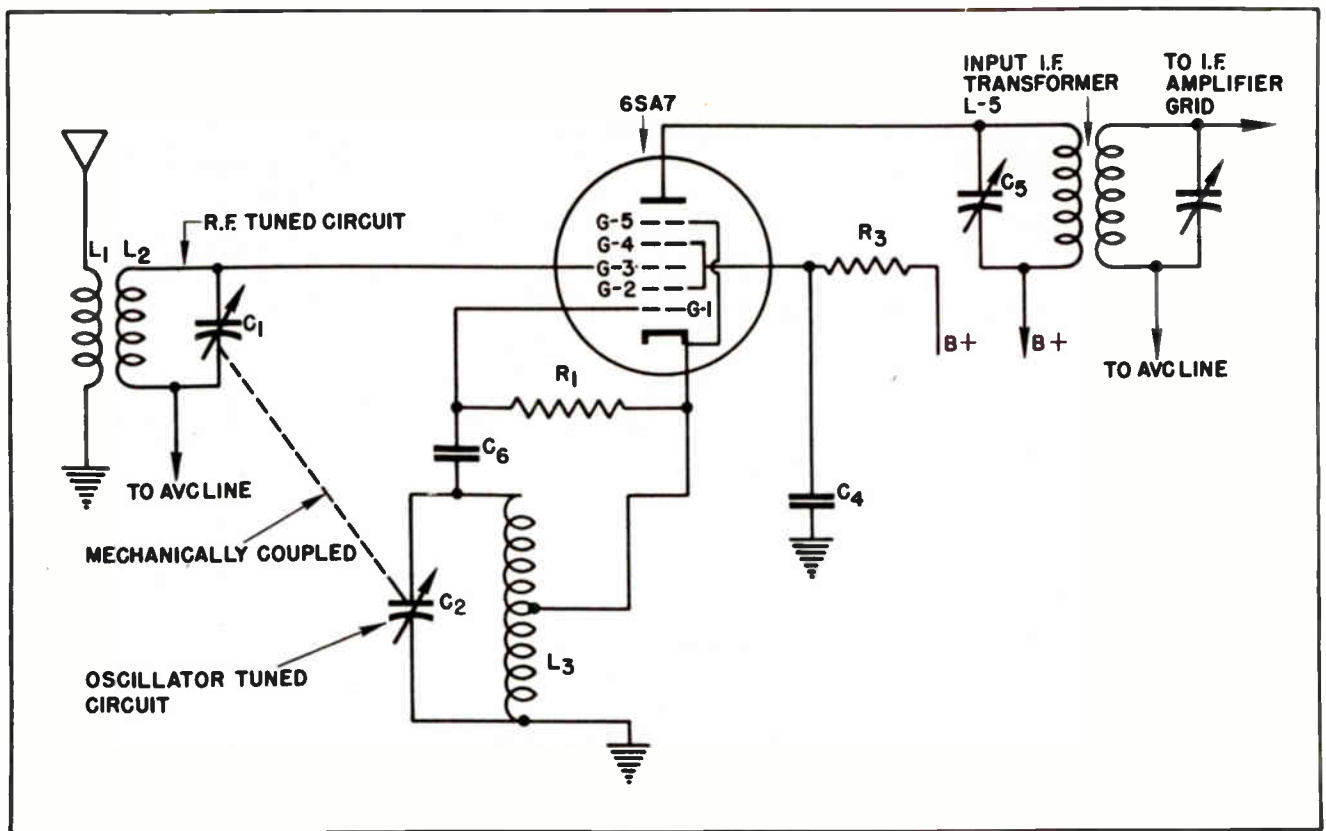 6SA7
INPUT I.F.
TRANSFORMER
L-5
TO I.F.
AMPLIFIER
GRID
R.F. TUNED CIRCUIT
L1 L2
C1
G-5
G-4
G-3
G-2
G-1
R3
C5
B+
B+
TO AVC LINE
TO AVC LINE
R1
C6
C4
MECHANICALLY COUPLED
C2
L3
OSCILLATOR TUNED
CIRCUIT